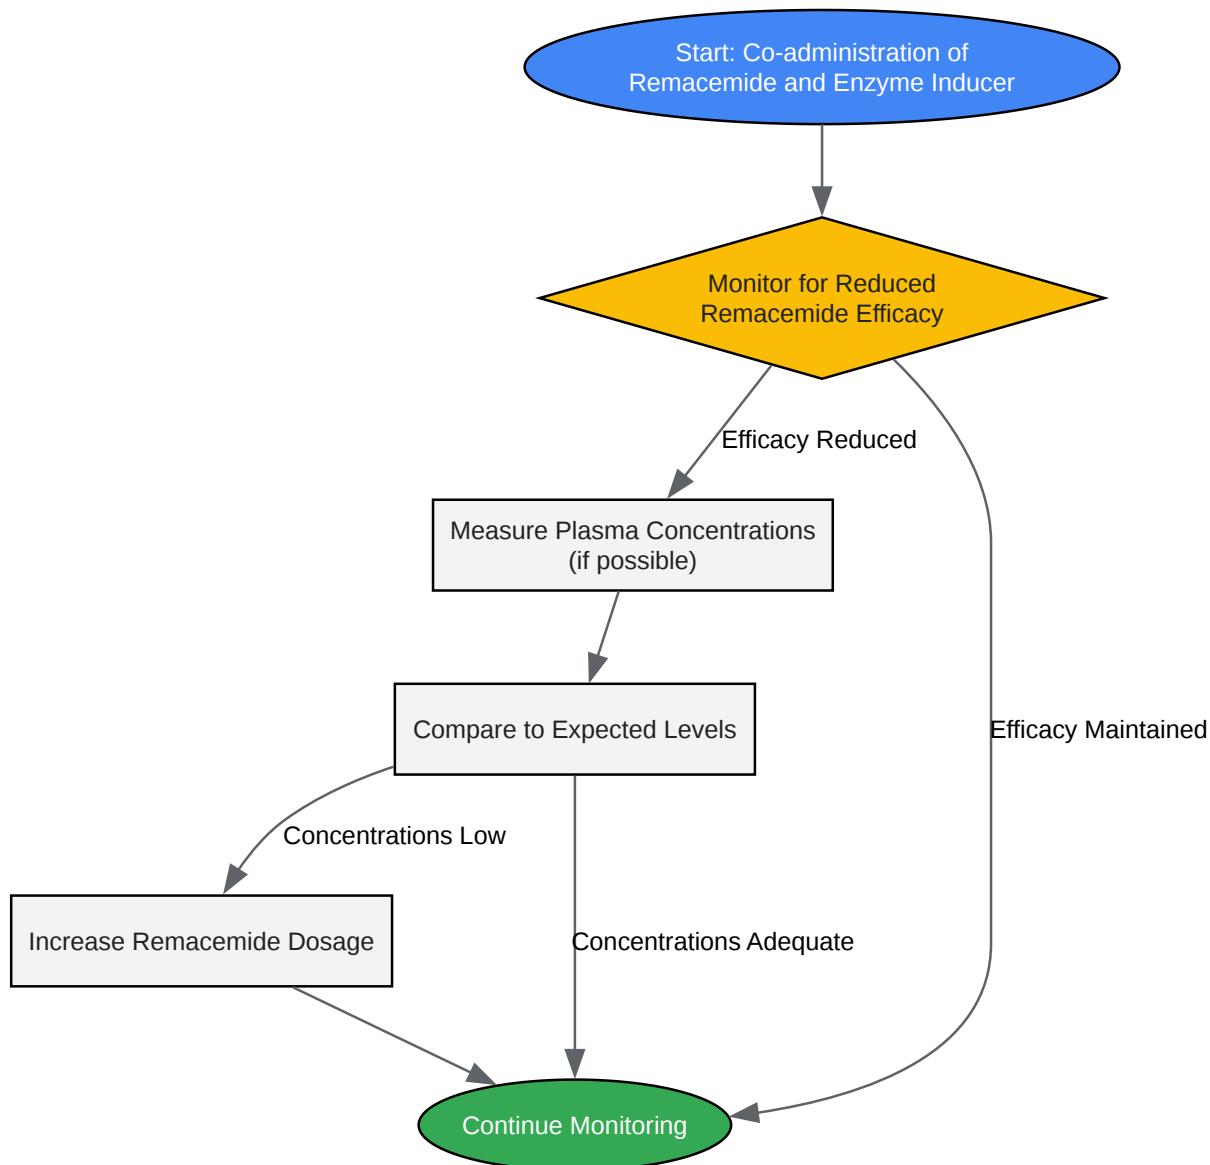 Start: Co-administration of
Remacemide and Enzyme Inducer
Monitor for Reduced
Remacemide Efficacy
Efficacy Reduced
Measure Plasma Concentrations
(if possible)
Compare to Expected Levels
Efficacy Maintained
Concentrations Low
Increase Remacemide Dosage
Concentrations Adequate
Continue Monitoring